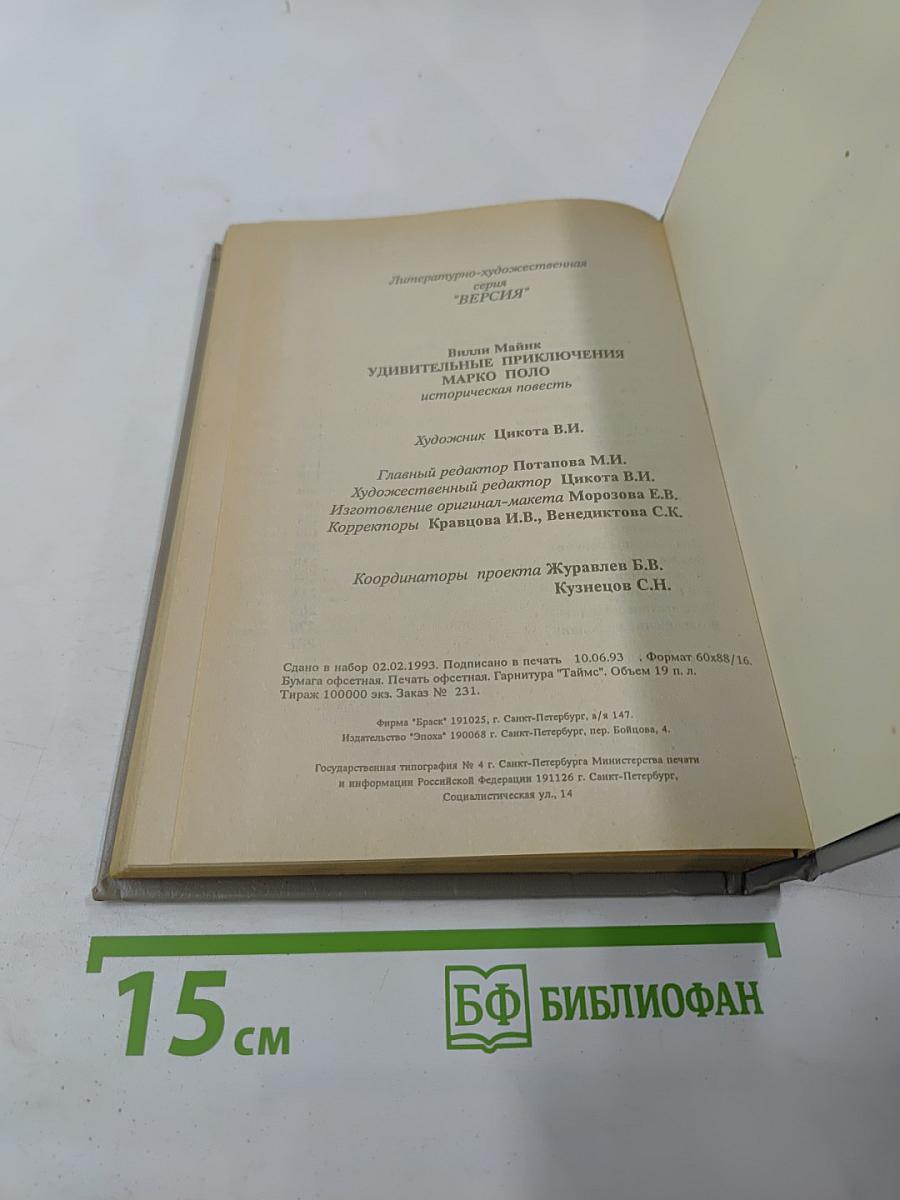 Литературно-художественная
серия
"ВЕРСИЯ"
Вилли Майнк
УДИВИТЕЛЬНЫЕ ПРИКЛЮЧЕНИЯ
МАРКО ПОЛО
историческая повесть
Художник Цикота В.И.
Главный редактор Потапова М.И.
Художественный редактор Цикота В.И.
Изготовление оригинал-макета Морозова Е.В.
Корректоры Кравцова И.В., Венедиктова С.К.
Координаторы проекта Журавлев Б.В.
Кузнецов С.Н.
Сдано в набор 02.02.1993. Подписано в печать 10.06.93 . Формат 60x88/16.
Бумага офсетная. Печать офсетная. Гарнитура "Таймс". Объем 19 п. л.
Тираж 100000 экз. Заказ № 231.
Фирма "Браск" 191025, г. Санкт-Петербург, а/я 147.
Издательство "Эпоха" 190068 г. Санкт-Петербург, пер. Бойцова, 4.
Государственная типография № 4 г. Санкт-Петербурга Министерства печати
и информации Российской Федерации 191126 г. Санкт-Петербург,
Социалистическая ул., 14
15 см
БФ БИБЛИОФАН